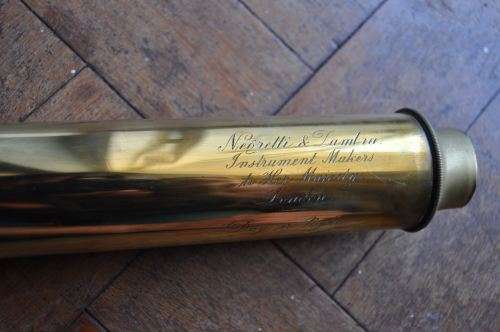 Negretti & Zambra
Instrument Makers
to Her Majesty
London